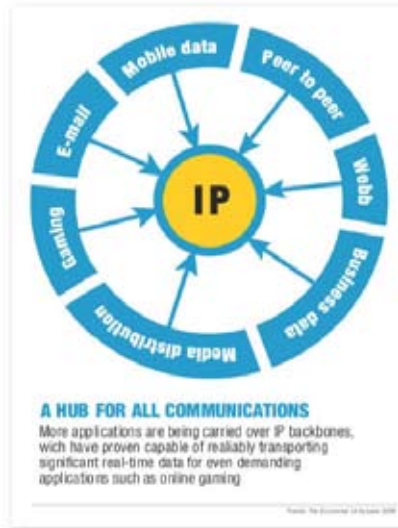 Mobile data
Peer to peer
Webb
Business data
Media distribution
Gaming
E-mail
IP
A HUB FOR ALL COMMUNICATIONS
More applications are being carried over IP backbones,
wich have proven capable of realiably transporting
significant real-time data for even demanding
applications such as online gaming